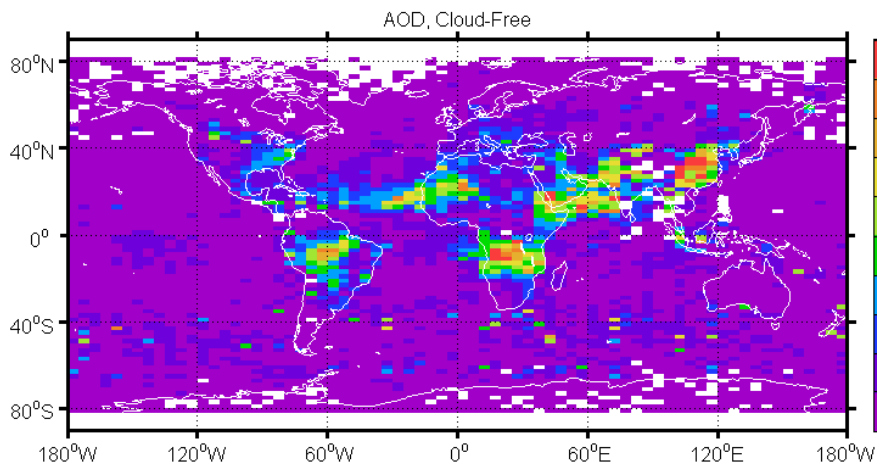 AOD, Cloud-Free
80⁰N
40⁰N
0⁰
40⁰S
80⁰S
180⁰W 120⁰W 60⁰W 0⁰ 60⁰E 120⁰E 180⁰W